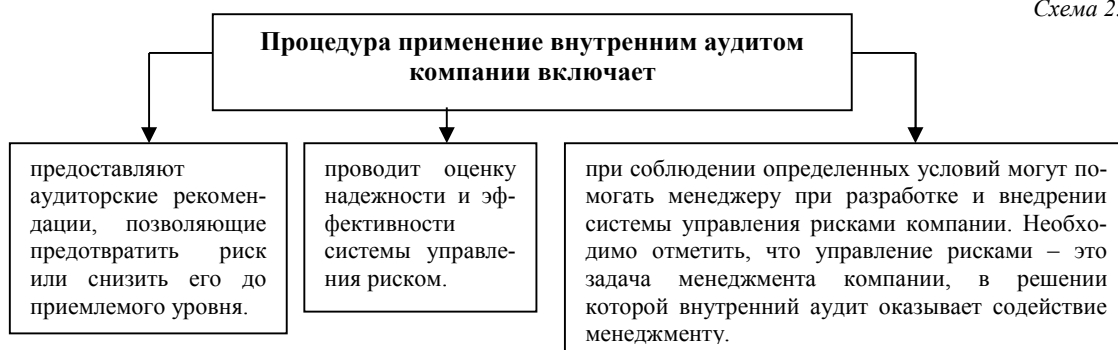 Схема 2.
Процедура применение внутренним аудитом
компании включает
предоставляют
аудиторские рекомен-
дации, позволяющие
предотвратить риск
или снизить его до
приемлемого уровня.
проводит оценку
надежности и эф-
фективности
системы управле-
ния риском.
при соблюдении определенных условий могут по-
могать менеджеру при разработке и внедрении
системы управления рисками компании. Необхо-
димо отметить, что управление рисками – это
задача менеджмента компании, в решении
которой внутренний аудит оказывает содействие
менеджменту.